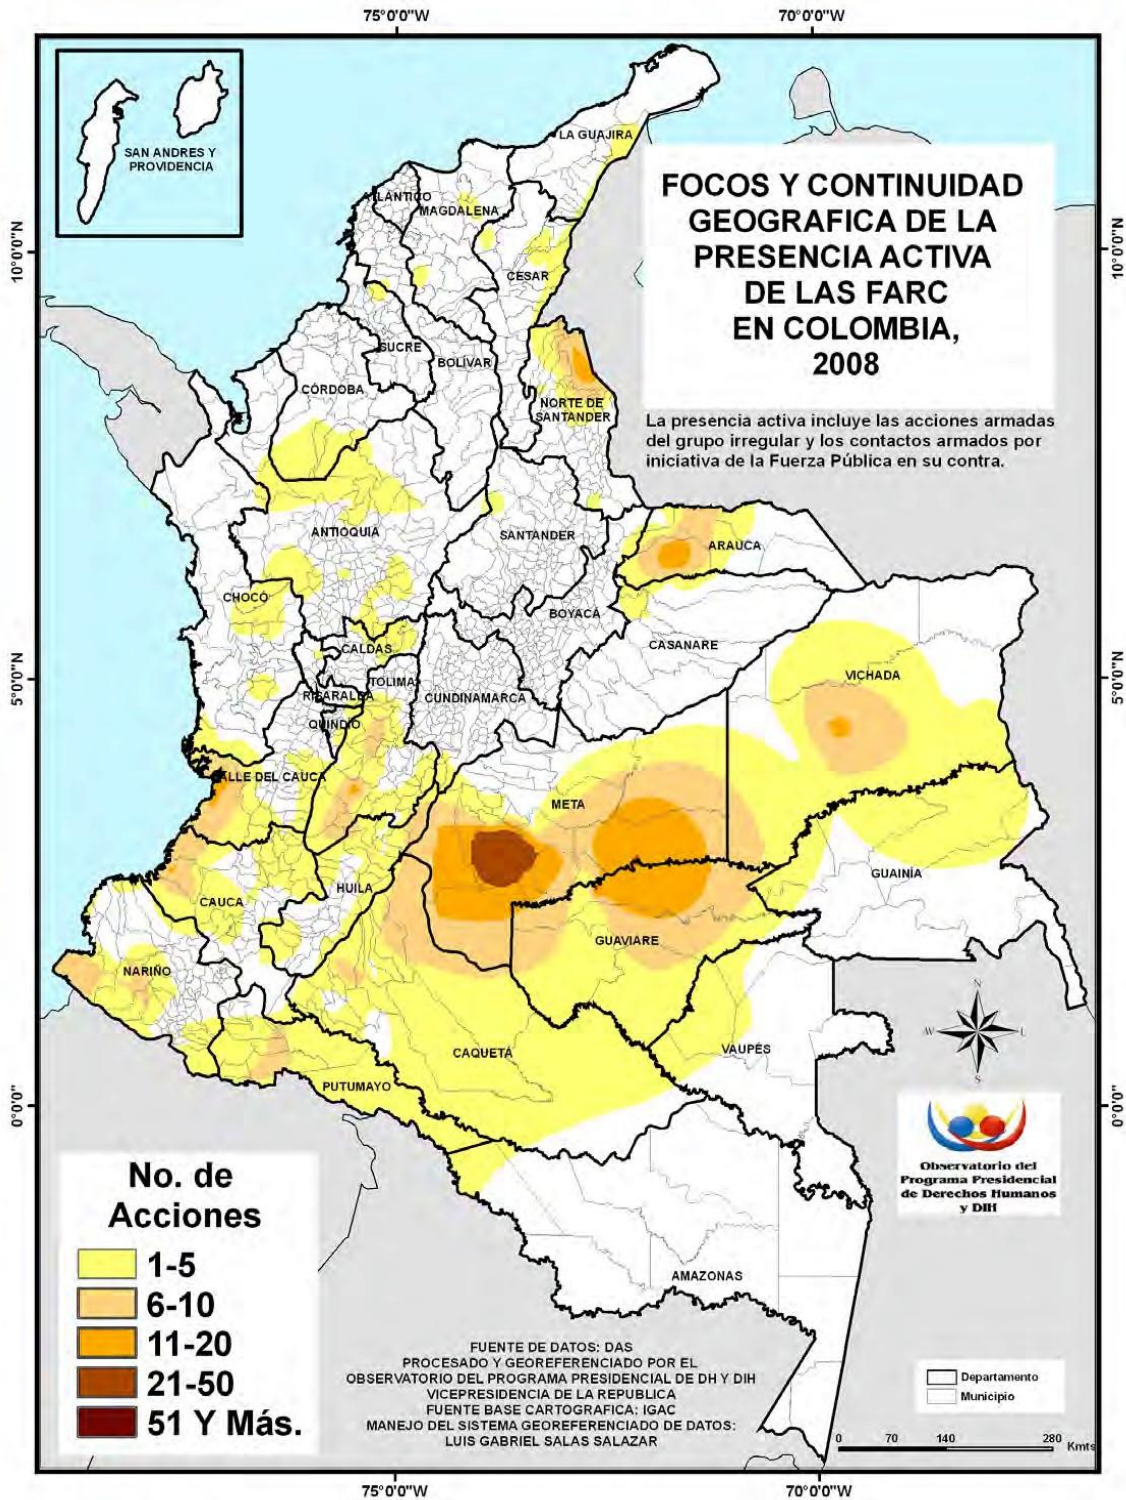 75°0'0"W
70°0'0"W
SAN ANDRES Y
PROVIDENCIA
FOCOS Y CONTINUIDAD
GEOGRAFICA DE LA
PRESENCIA ACTIVA
DE LAS FARC
EN COLOMBIA,
2008
La presencia activa incluye las acciones armadas
del grupo irregular y los contactos armados por
iniciativa de la Fuerza Pública en su contra.
10°0'0"N
10°0'0"N
5°0'0"N
5°0'0"N
0°0'0"
0°0'0"
LA GUAJIRA
ATLÁNTICO
MAGDALENA
CESAR
SUCRE
BOLÍVAR
CÓRDOBA
NORTE DE
SANTANDER
ANTIOQUIA
SANTANDER
ARAUCA
CHOCÓ
BOYACÁ
CALDAS
CASANARE
VICHADA
RISARALDA
TOLIMA
CUNDINAMARCA
QUINDIO
ALLE DEL CAUCA
META
HUILA
CAUCA
GUAINÍA
GUAVIARE
NARIÑO
CAQUETÁ
VAUPÉS
PUTUMAYO
AMAZONAS
N
W
L
S
Observatorio del
Programa Presidencial
de Derechos Humanos
y DIH
No. de
Acciones
1-5
6-10
11-20
21-50
51 Y Más.
FUENTE DE DATOS: DAS
PROCESADO Y GEOREFERENCIADO POR EL
OBSERVATORIO DEL PROGRAMA PRESIDENCIAL DE DH Y DIH
VICEPRESIDENCIA DE LA REPUBLICA
FUENTE BASE CARTOGRAFICA: IGAC
MANEJO DEL SISTEMA GEOREFERENCIADO DE DATOS:
LUIS GABRIEL SALAS SALAZAR
Departamento
Municipio
0 70 140 280
Kmts
75°0'0"W
70°0'0"W